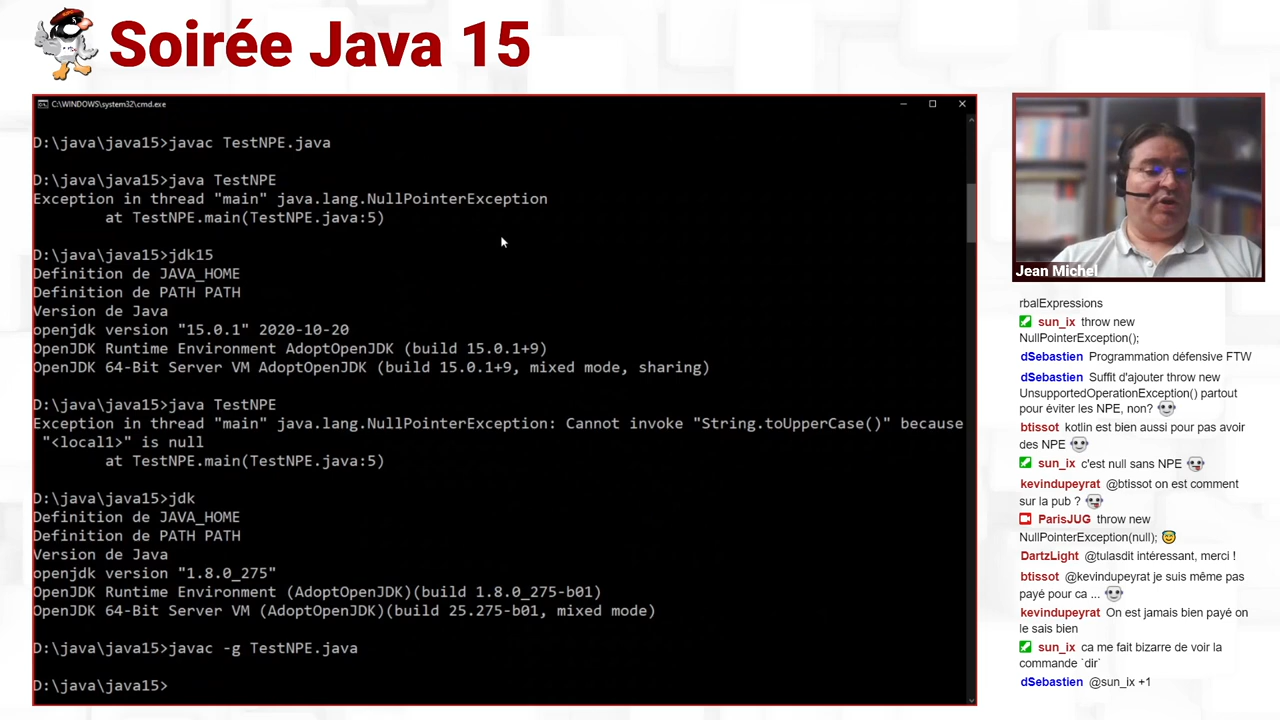 Soirée Java 15
C:\WINDOWS\system32\cmd.exe
D:\java\java15>javac TestNPE.java
D:\java\java15>java TestNPE
Exception in thread "main" java.lang.NullPointerException
at TestNPE.main(TestNPE.java:5)
D:\java\java15>jdk15
Definition de JAVA_HOME
Definition de PATH PATH
Version de Java
openjdk version "15.0.1" 2020-10-20
OpenJDK Runtime Environment AdoptOpenJDK (build 15.0.1+9)
OpenJDK 64-Bit Server VM AdoptOpenJDK (build 15.0.1+9, mixed mode, sharing)
D:\java\java15>java TestNPE
Exception in thread "main" java.lang.NullPointerException: Cannot invoke "String.toUpperCase()" because
"<local1>" is null
at TestNPE.main(TestNPE.java:5)
D:\java\java15>jdk
Definition de JAVA_HOME
Definition de PATH PATH
Version de Java
openjdk version "1.8.0_275"
OpenJDK Runtime Environment (AdoptOpenJDK)(build 1.8.0_275-b01)
OpenJDK 64-Bit Server VM (AdoptOpenJDK)(build 25.275-b01, mixed mode)
D:\java\java15>javac -g TestNPE.java
D:\java\java15>
Jean Michel
rbalExpressions
sun_ix throw new
NullPointerException();
dSebastien Programmation défensive FTW
dSebastien Suffit d'ajouter throw new
UnsupportedOperationException() partout
pour éviter les NPE, non?
btissot kotlin est bien aussi pour pas avoir
des NPE
sun_ix c'est null sans NPE
kevindupeyrat @btissot on est comment
sur la pub ?
ParisJUG throw new
NullPointerException(null);
DartzLight @tulasdit intéressant, merci !
btissot @kevindupeyrat je suis même pas
payé pour ca ...
kevindupeyrat On est jamais bien payé on
le sais bien
sun_ix ca me fait bizarre de voir la
commande `dir`
dSebastien @sun_ix +1